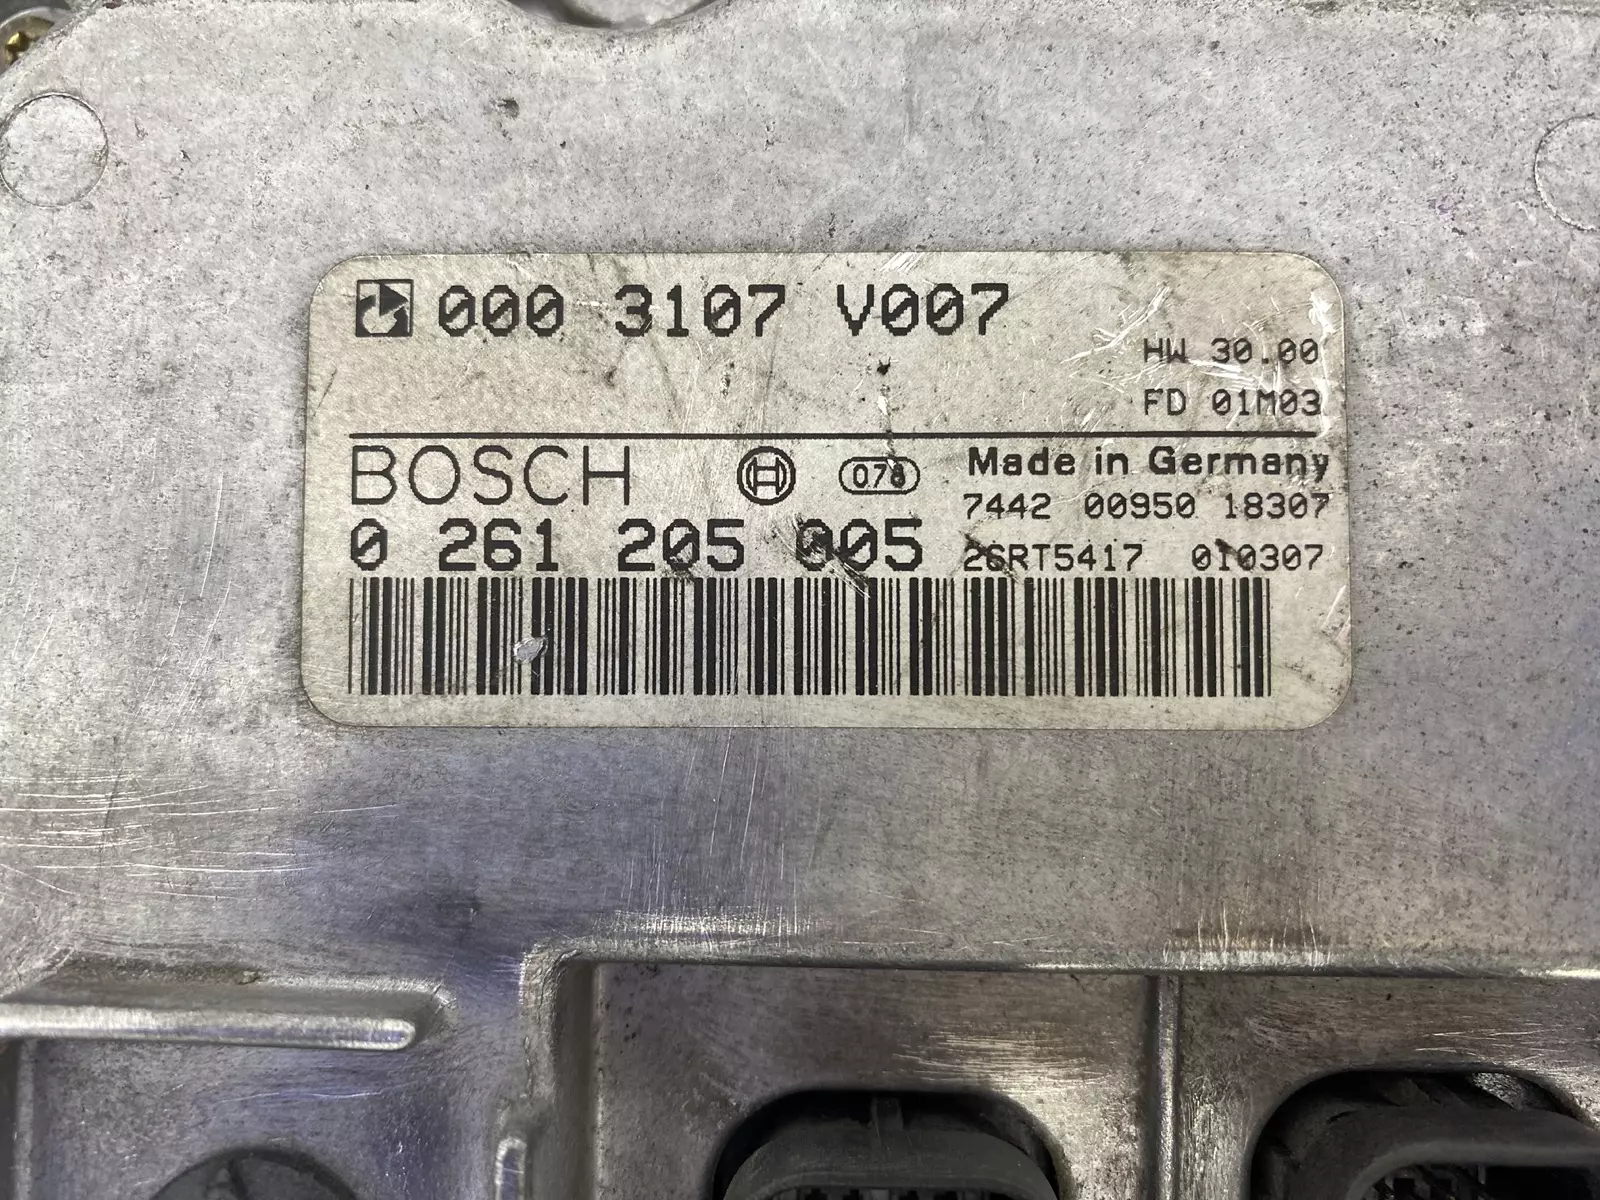 000 3107 V007
HW 30.00
FD 01M03
BOSCH 078 Made in Germany
7442 00950 18307
0 261 205 005 26RT5417 010307